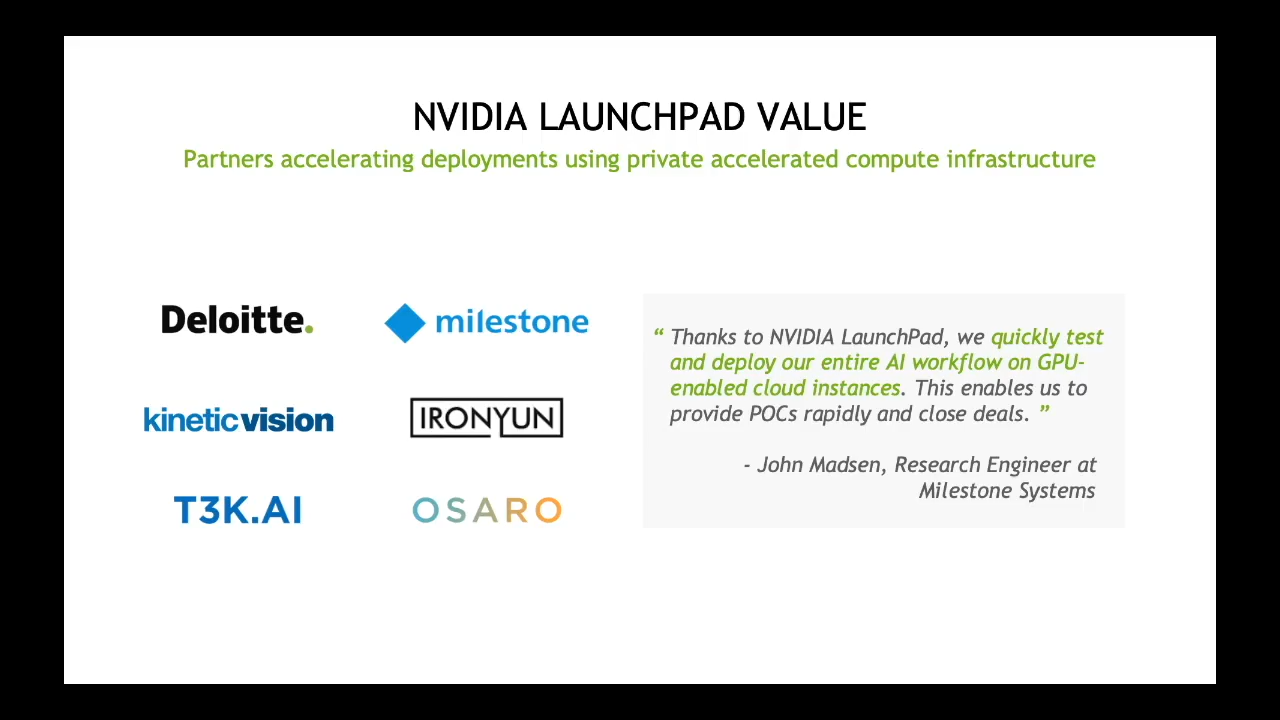 NVIDIA LAUNCHPAD VALUE
Partners accelerating deployments using private accelerated compute infrastructure
Deloitte.
milestone
kineticvision
IRONYUN
T3K.AI
OSARO
“ Thanks to NVIDIA LaunchPad, we quickly test
and deploy our entire AI workflow on GPU-
enabled cloud instances. This enables us to
provide POCs rapidly and close deals. ”
- John Madsen, Research Engineer at
Milestone Systems